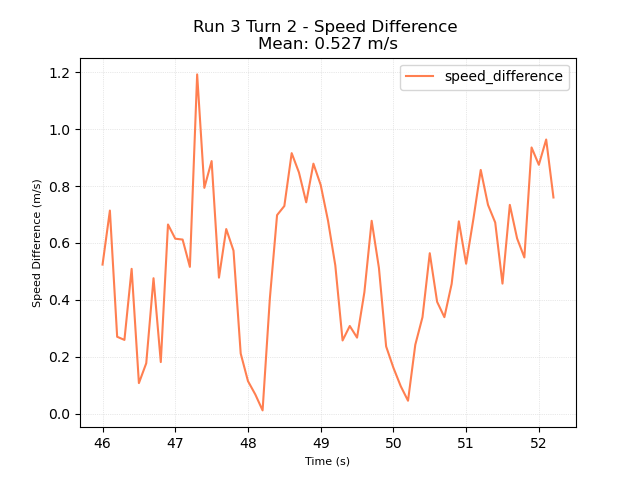 Run 3 Turn 2 - Speed Difference
Mean: 0.527 m/s
speed_difference
Speed Difference (m/s)
1.2
1.0
0.8
0.6
0.4
0.2
0.0
46 47 48 49 50 51 52
Time (s)